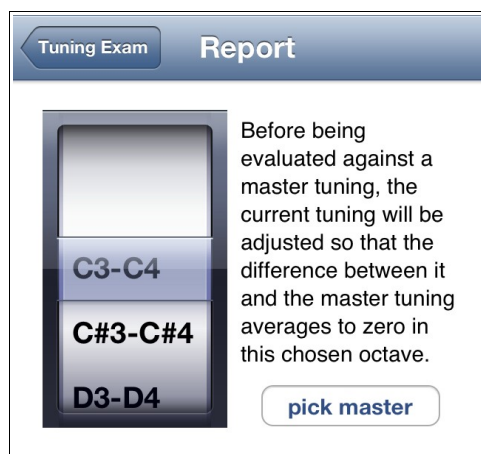 Tuning Exam
Report
Before being
evaluated against a
master tuning, the
current tuning will be
adjusted so that the
difference between it
and the master tuning
averages to zero in
this chosen octave.
C3-C4
C#3-C#4
D3-D4
pick master